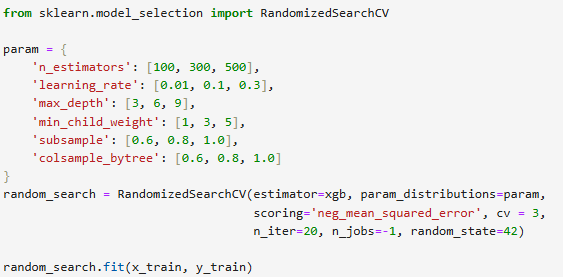 from sklearn.model_selection import RandomizedSearchCV
param = {
    'n_estimators': [100, 300, 500],
    'learning_rate': [0.01, 0.1, 0.3],
    'max_depth': [3, 6, 9],
    'min_child_weight': [1, 3, 5],
    'subsample': [0.6, 0.8, 1.0],
    'colsample_bytree': [0.6, 0.8, 1.0]
}
random_search = RandomizedSearchCV(estimator=xgb, param_distributions=param,
                                   scoring='neg_mean_squared_error', cv = 3,
                                   n_iter=20, n_jobs=-1, random_state=42)
random_search.fit(x_train, y_train)